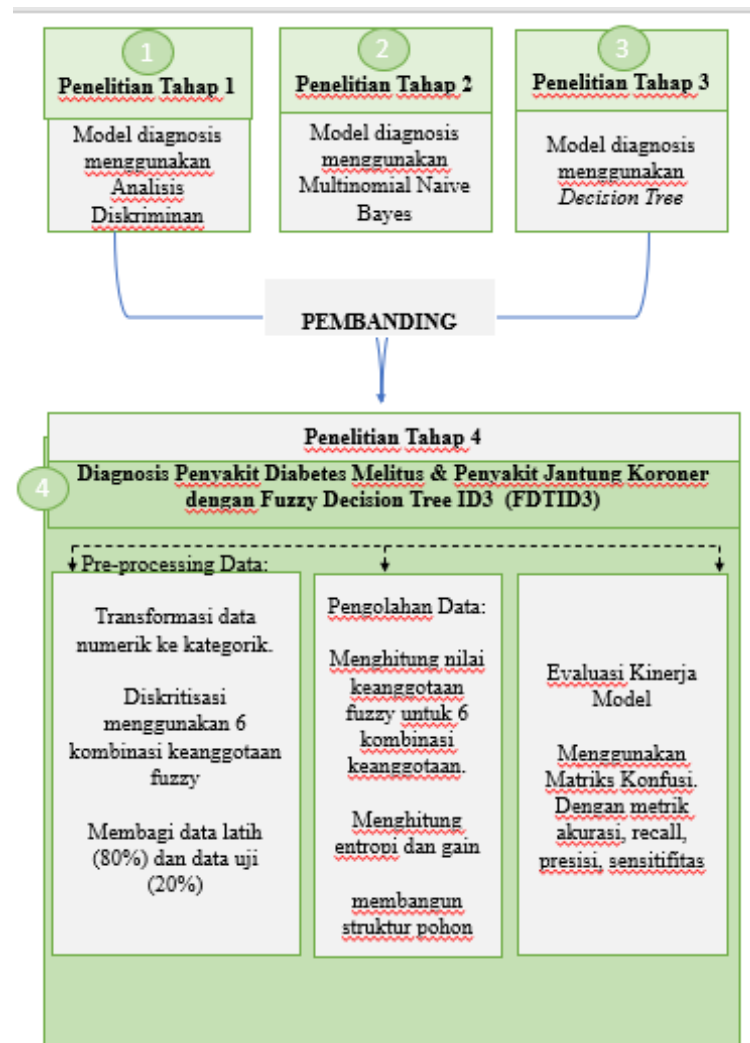 1
Penelitian Tahap 1
Model diagnosis
menggunakan
Analisis
Diskriminan
2
Penelitian Tahap 2
Model diagnosis
menggunakan
Multinomial Naive
Bayes
3
Penelitian Tahap 3
Model diagnosis
menggunakan
Decision Tree
PEMBANDING
Penelitian Tahap 4
4
Diagnosis Penyakit Diabetes Melitus & Penyakit Jantung Koroner
dengan Fuzzy Decision Tree ID3 (FDTID3)
Pre-processing Data:
Transformasi data
numerik ke kategorik.
Diskritisasi
menggunakan 6
kombinasi keanggotaan
fuzzy
Membagi data latih
(80%) dan data uji
(20%)
Pengolahan Data:
Menghitung nilai
keanggotaan
fuzzy untuk 6
kombinasi
keanggotaan.
Menghitung
entropi dan gain
membangun
struktur pohon
Evaluasi Kinerja
Model
Menggunakan
Matriks Konfusi.
Dengan metrik
akurasi, recall,
presisi, sensitifitas